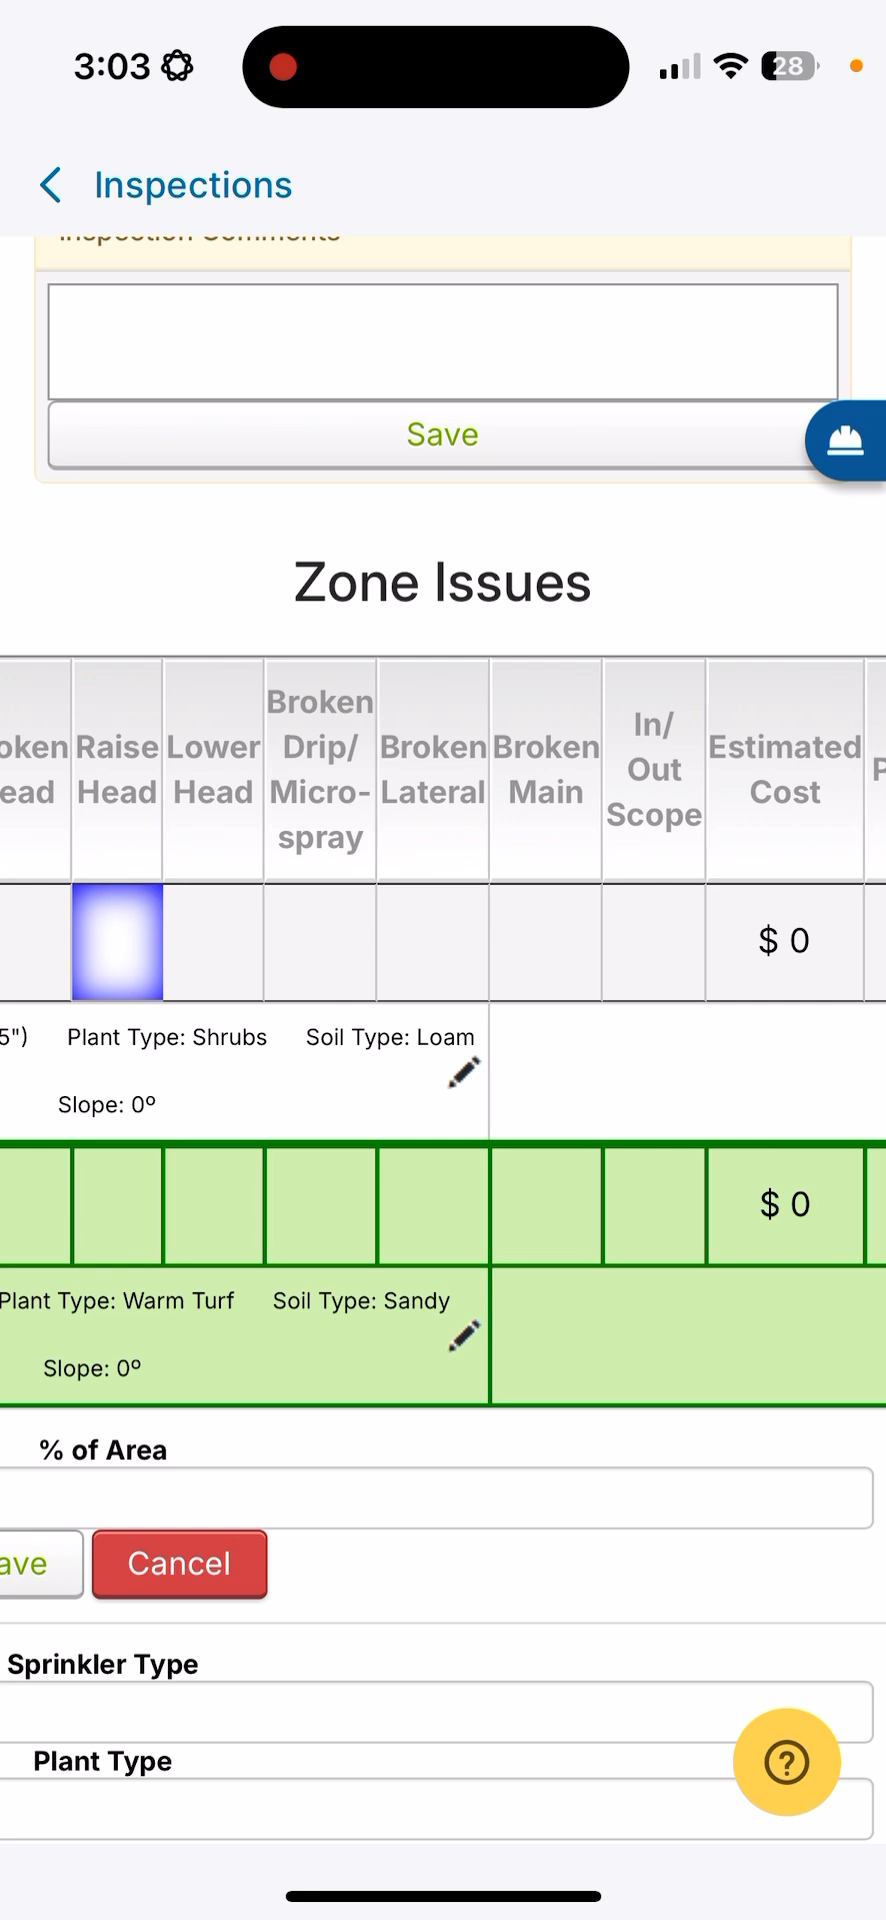 3:03
28
Inspections
Inspection Comments
Save
Zone Issues
oken
ead
Raise
Head
Lower
Head
Broken
Drip/
Micro-
spray
Broken
Lateral
Broken
Main
In/
Out
Scope
Estimated
Cost
P
$ 0
5") Plant Type: Shrubs Soil Type: Loam
Slope: 0º
$ 0
Plant Type: Warm Turf Soil Type: Sandy
Slope: 0º
% of Area
ave Cancel
Sprinkler Type
Plant Type
?